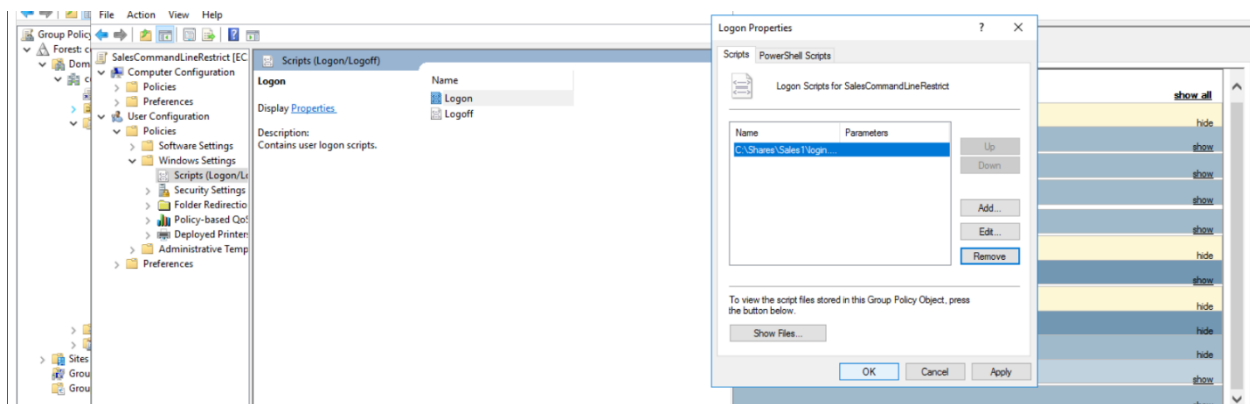 File Action View Help
Group Policy
Forest: c
Dom
c
Sites
Grou
Grou
SalesCommandLineRestrict [EC
Computer Configuration
Policies
Preferences
User Configuration
Policies
Software Settings
Windows Settings
Scripts (Logon/L
Security Settings
Folder Redirectio
Policy-based QoS
Deployed Printer
Administrative Temp
Preferences
Scripts (Logon/Logoff)
Logon
Display Properties
Description:
Contains user logon scripts.
Name
Logon
Logoff
Logon Properties
Scripts PowerShell Scripts
Logon Scripts for SalesCommandLineRestrict
Name Parameters
C:\Shares\Sales1\login....
Up
Down
Add...
Edit...
Remove
To view the script files stored in this Group Policy Object, press
the button below.
Show Files...
OK Cancel Apply
show all
hide
show
show
show
show
hide
show
hide
hide
hide
show